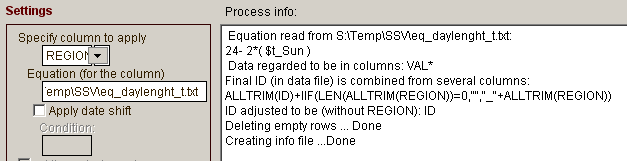 Settings
Specify column to apply
REGION
Equation (for the column)
Temp\SSV\eq_daylenght_t.txt
Apply date shift
Condition:
Process info:
Equation read from S:\Temp\SSV\eq_daylenght_t.txt:
24- 2*( $t_Sun )
Data regarded to be in columns: VAL*
Final ID (in data file) is combined from several columns:
ALLTRIM(ID)+IIF(LEN(ALLTRIM(REGION))=0,"","_"+ALLTRIM(REGION))
ID adjusted to be (without REGION): ID
Deleting empty rows ... Done
Creating info file ...Done